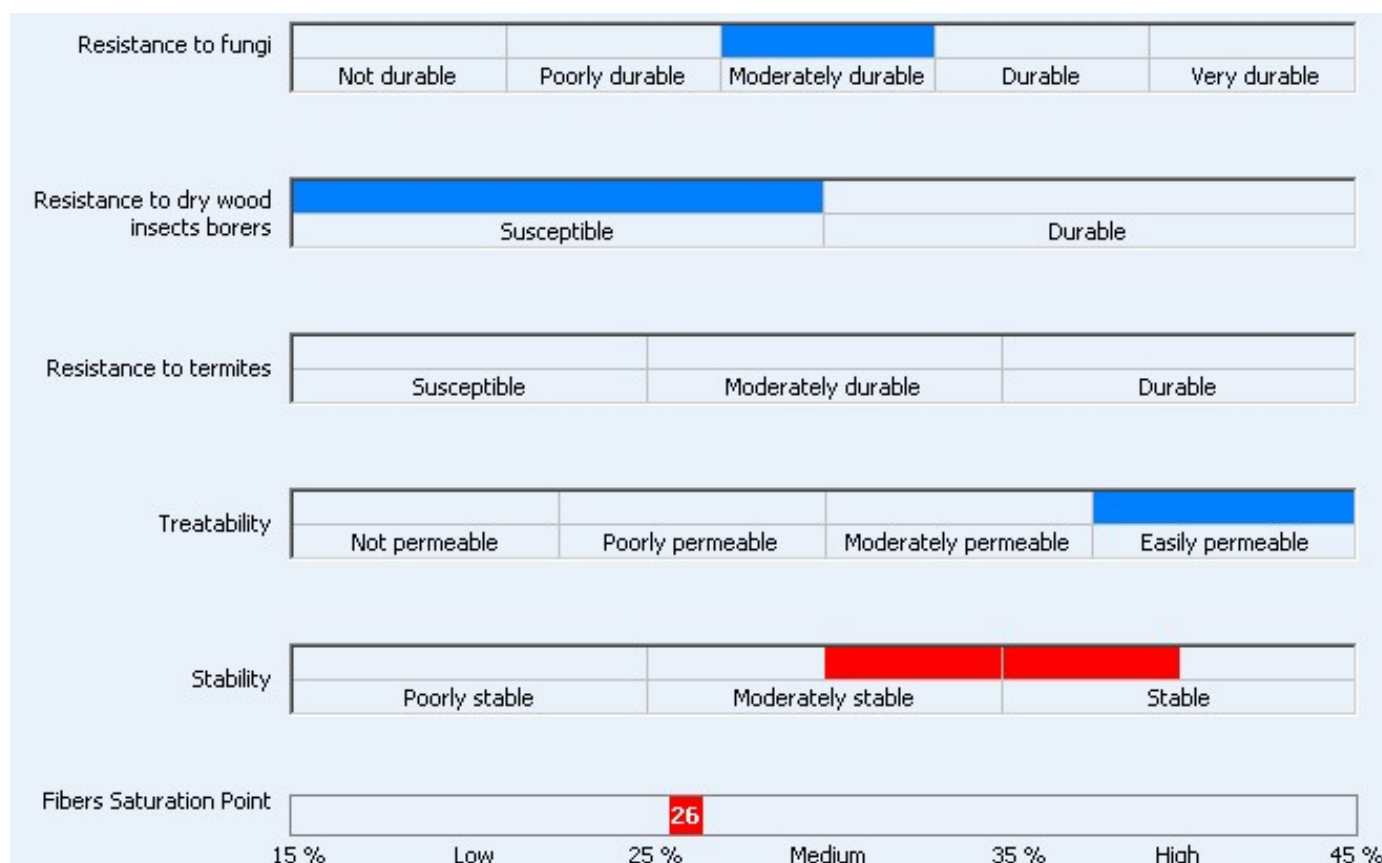 Resistance to fungi
Not durable Poorly durable Moderately durable Durable Very durable
Resistance to dry wood
insects borers
Susceptible Durable
Resistance to termites
Susceptible Moderately durable Durable
Treatability
Not permeable Poorly permeable Moderately permeable Easily permeable
Stability
Poorly stable Moderately stable Stable
Fibers Saturation Point
26
15 % Low 25 % Medium 35 % High 45 %